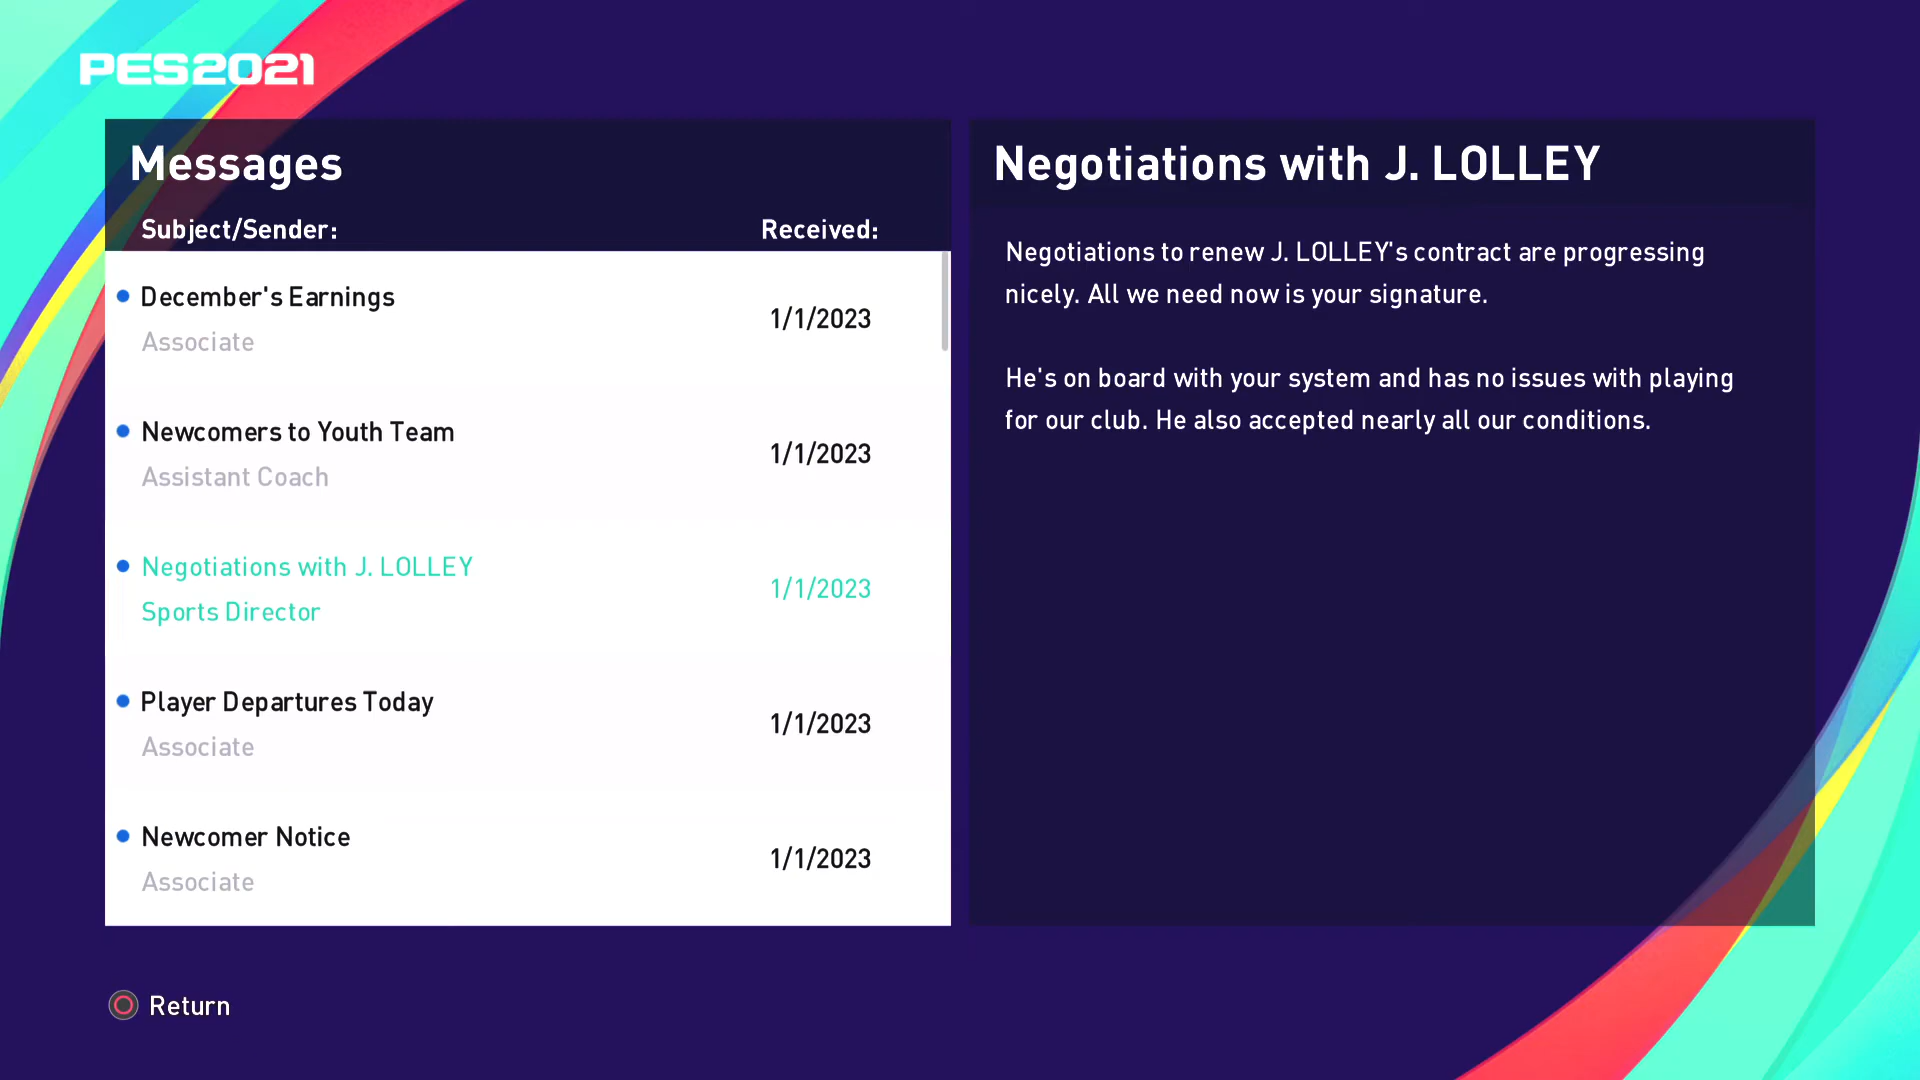 PES2021
Messages
Subject/Sender:
Received:
December's Earnings
Associate
1/1/2023
Newcomers to Youth Team
Assistant Coach
1/1/2023
Negotiations with J. LOLLEY
Sports Director
1/1/2023
Player Departures Today
Associate
1/1/2023
Newcomer Notice
Associate
1/1/2023
Negotiations with J. LOLLEY
Negotiations to renew J. LOLLEY's contract are progressing
nicely. All we need now is your signature.
He's on board with your system and has no issues with playing
for our club. He also accepted nearly all our conditions.
Return